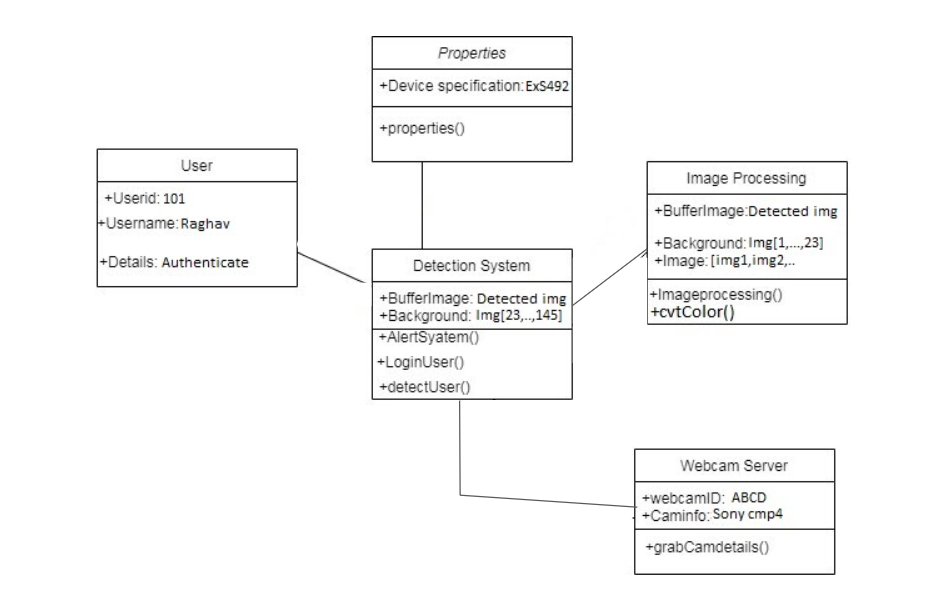 Properties
+Device specification: ExS492
+properties()
User
+Userid: 101
+Username: Raghav
+Details: Authenticate
Image Processing
+BufferImage:Detected img
+Background: Img[1,...,23]
+Image: [img1,img2,..
+Imageprocessing()
+cvtColor()
Detection System
+BufferImage: Detected img
+Background: Img[23,..,145]
+AlertSyatem()
+LoginUser()
+detectUser()
Webcam Server
+webcamID: ABCD
+Caminfo: Sony cmp4
+grabCamdetails()